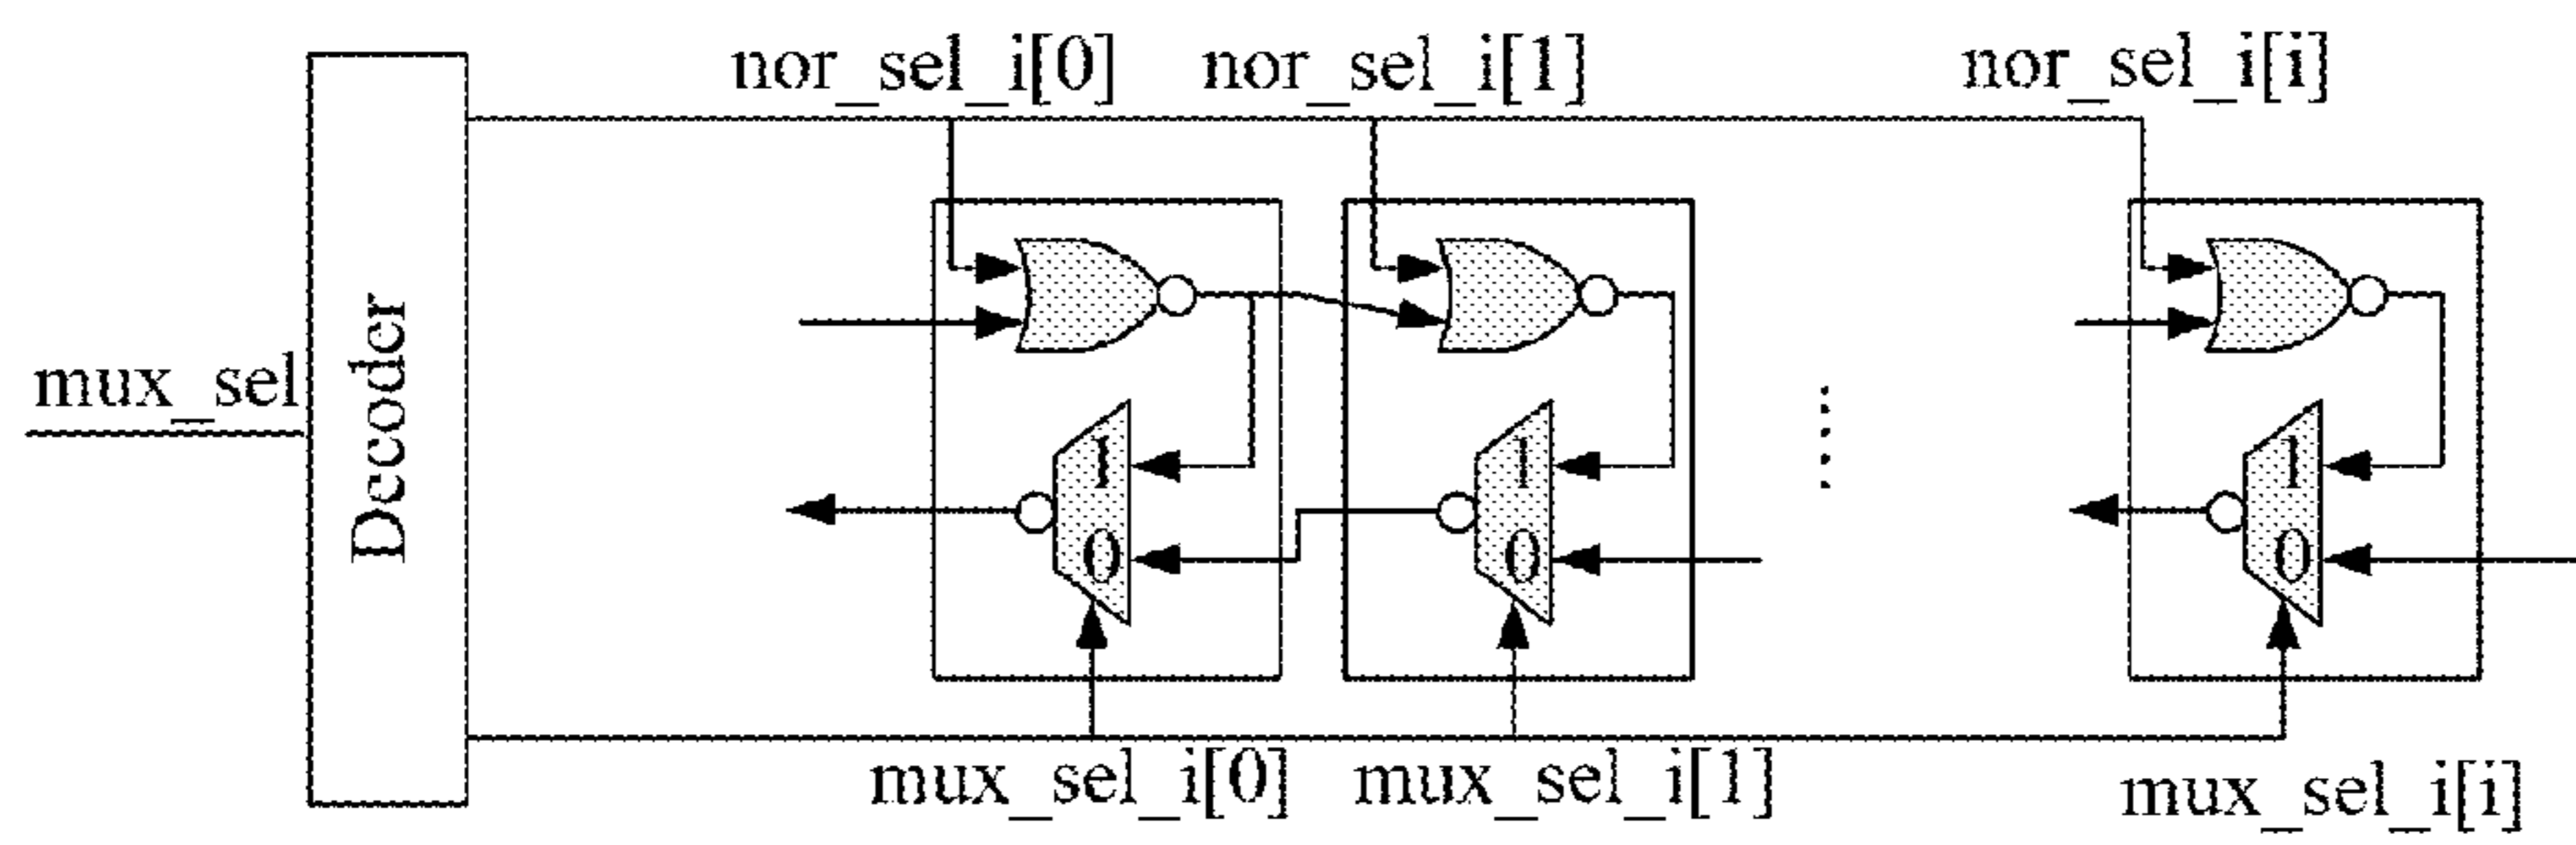 nor_sel_i[0] nor_sel_i[1] nor_sel_i[i]
mux_sel
Decoder
1 1 1
0 0 0
mux_sel_i[0] mux_sel_i[1] mux_sel_i[i]